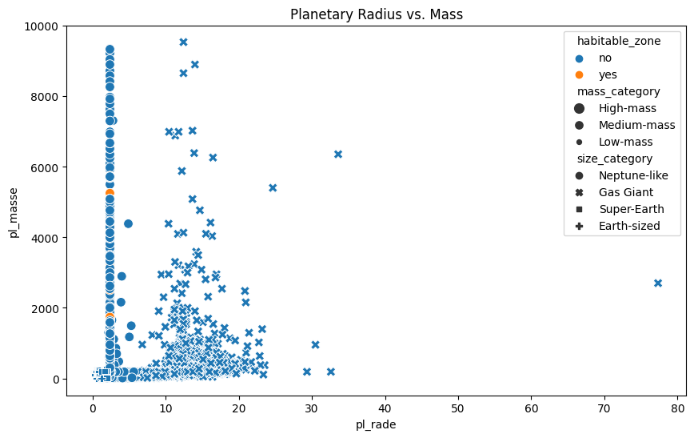 Planetary Radius vs. Mass
10000
8000
6000
4000
2000
0
pl_masse
0
10
20
30
40
50
60
70
80
pl_rade
habitable_zone
no
yes
mass_category
High-mass
Medium-mass
Low-mass
size_category
Neptune-like
Gas Giant
Super-Earth
Earth-sized